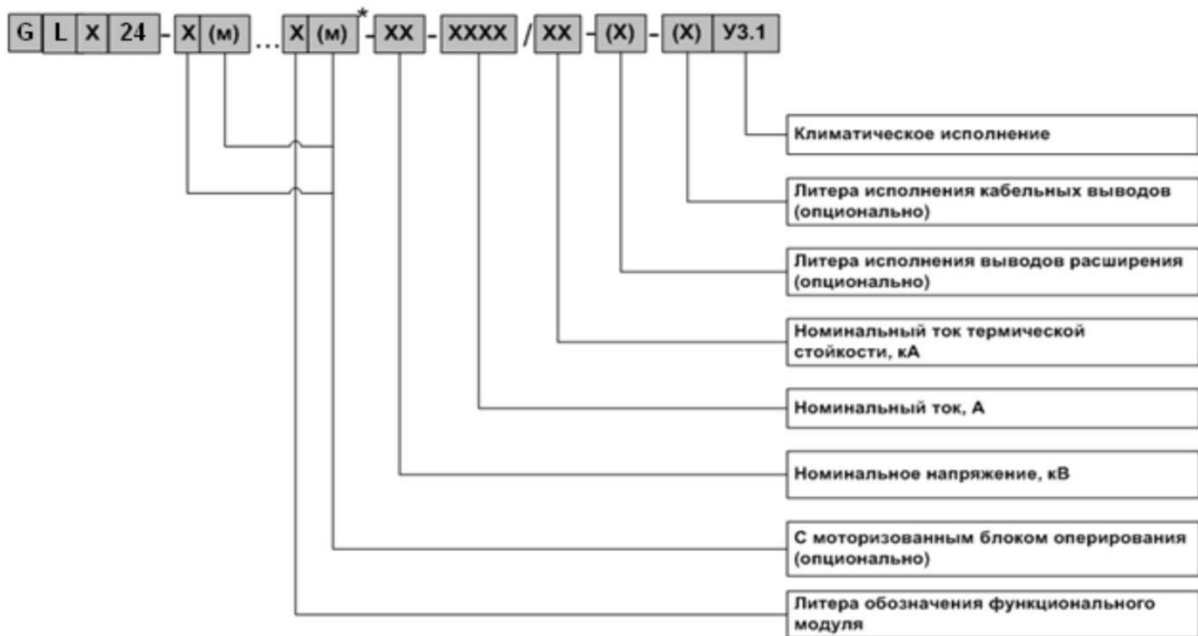 G L X 24 - X (м) ... X (м) * - XX - XXXX / XX - (X) - (X) У3.1
Климатическое исполнение
Литера исполнения кабельных выводов
(опционально)
Литера исполнения выводов расширения
(опционально)
Номинальный ток термической
стойкости, кА
Номинальный ток, А
Номинальное напряжение, кВ
С моторизованным блоком оперирования
(опционально)
Литера обозначения функционального
модуля